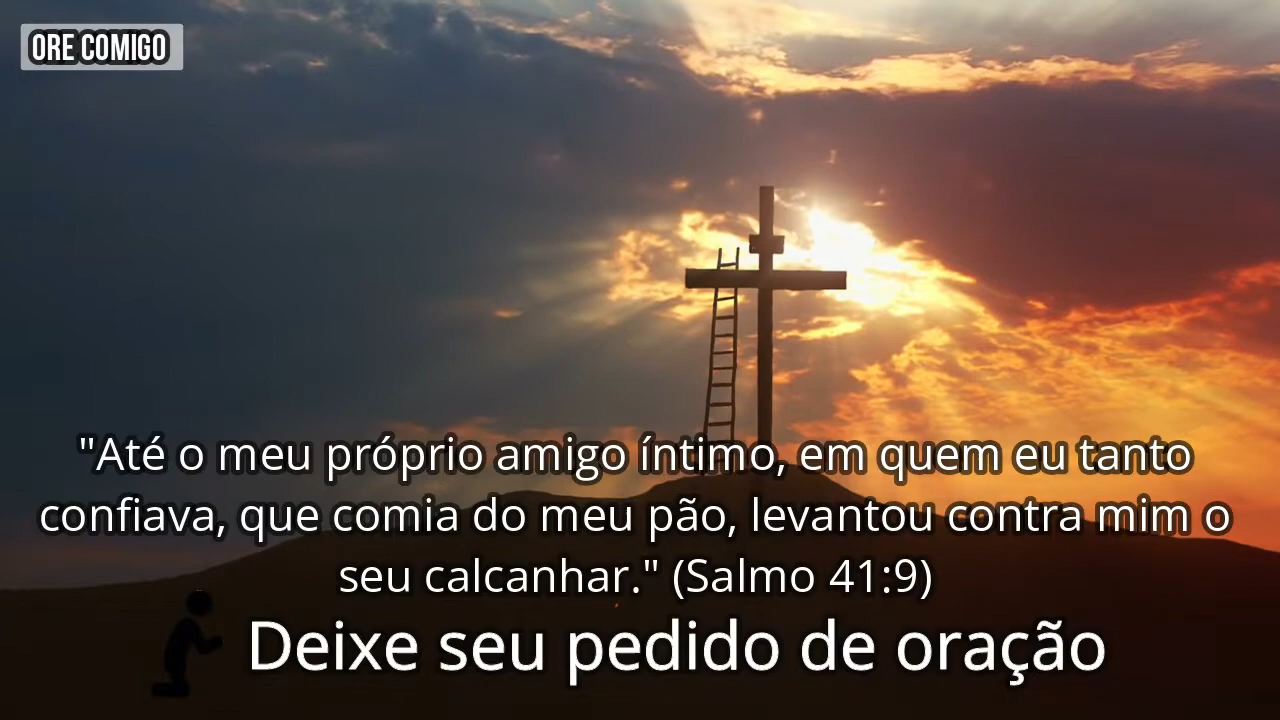 ORE COMIGO
"Até o meu próprio amigo íntimo, em quem eu tanto
confiava, que comia do meu pão, levantou contra mim o
seu calcanhar." (Salmo 41:9)
Deixe seu pedido de oração